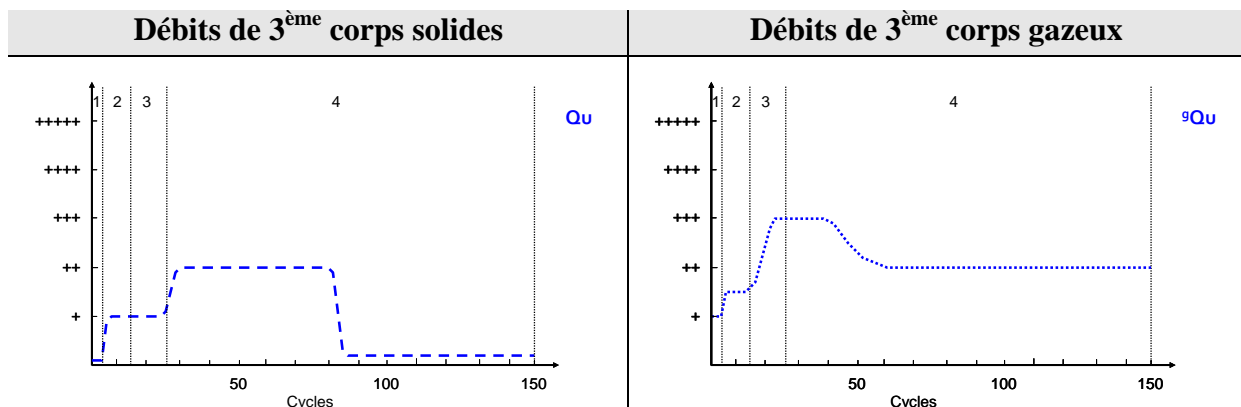 Débits de 3ème corps solides
Débits de 3ème corps gazeux
1 2 3 4
Qu
+++++
++++
+++
++
+
50 100 150
Cycles
1 2 3 4
gQu
+++++
++++
+++
++
+
50 100 150
Cycles